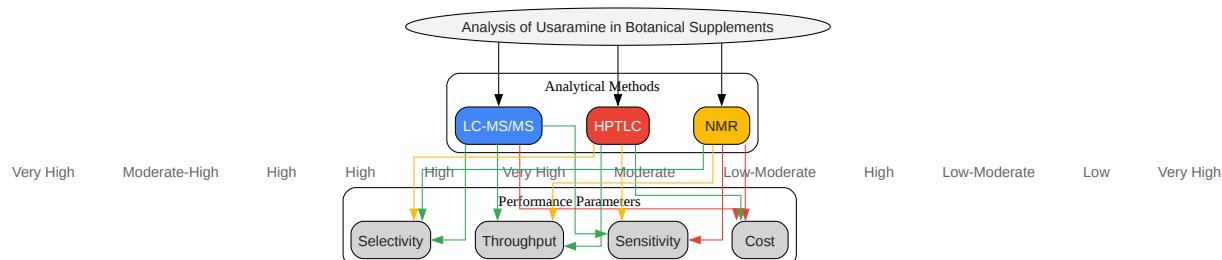 Analysis of Usaramine in Botanical Supplements
Analytical Methods
LC-MS/MS
HPTLC
NMR
Very High
Moderate-High
High
High
High
Very High
Moderate
Low-Moderate
High
Low-Moderate
Low
Very High
Performance Parameters
Selectivity
Throughput
Sensitivity
Cost